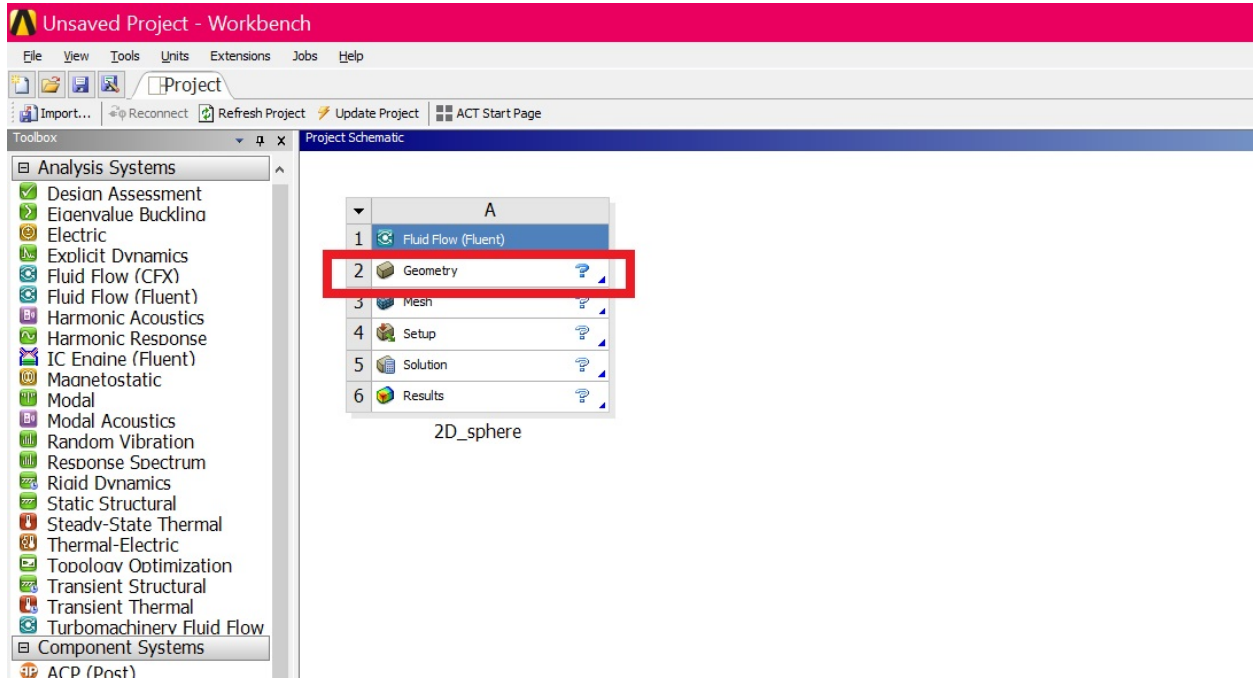 Unsaved Project - Workbench
File View Tools Units Extensions Jobs Help
Project
Import... Reconnect Refresh Project Update Project ACT Start Page
Toolbox
Project Schematic
Analysis Systems
Design Assessment
Eigenvalue Buckling
Electric
Explicit Dynamics
Fluid Flow (CFX)
Fluid Flow (Fluent)
Harmonic Acoustics
Harmonic Response
IC Engine (Fluent)
Magnetostatic
Modal
Modal Acoustics
Random Vibration
Response Spectrum
Rigid Dynamics
Static Structural
Steady-State Thermal
Thermal-Electric
Topology Optimization
Transient Structural
Transient Thermal
Turbomachinery Fluid Flow
Component Systems
ACP (Post)
A
1 Fluid Flow (Fluent)
2 Geometry ?
3 Mesh ?
4 Setup ?
5 Solution ?
6 Results ?
2D_sphere